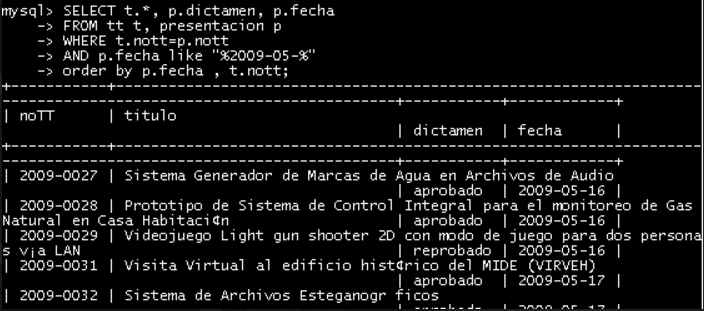 mysql> SELECT t.*, p.dictamen, p.fecha
    -> FROM tt t, presentacion p
    -> WHERE t.nott=p.nott
    -> AND p.fecha like "%2009-05-%"
    -> order by p.fecha , t.nott;
| noTT | titulo
| dictamen | fecha |
| 2009-0027 | Sistema Generador de Marcas de Agua en Archivos de Audio
| aprobado | 2009-05-16 |
| 2009-0028 | Prototipo de Sistema de Control Integral para el monitoreo de Gas
Natural en Casa Habitaci¢n | aprobado | 2009-05-16 |
| 2009-0029 | Videojuego Light gun shooter 2D con modo de juego para dos persona
s v¡a LAN | reprobado | 2009-05-16 |
| 2009-0031 | Visita Virtual al edificio hist¢rico del MIDE (VIRVEH)
| aprobado | 2009-05-17 |
| 2009-0032 | Sistema de Archivos Esteganogr ficos
| aprobado | 2009-05-17 |